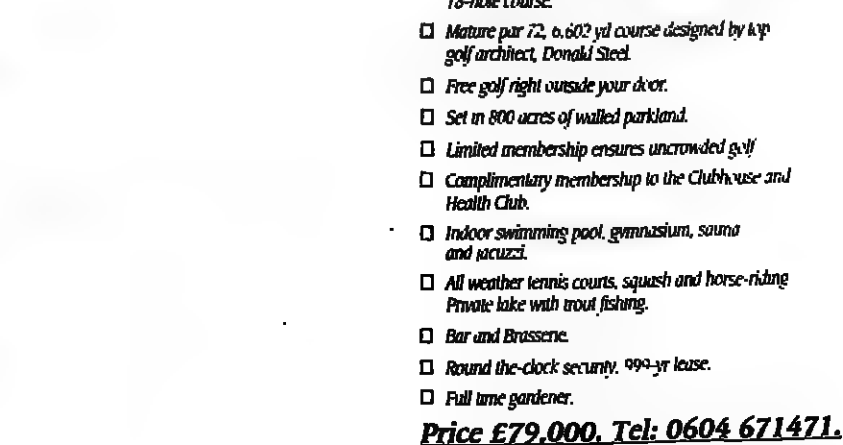 18-hole course.
☐ Mature par 72, 6,602 yd course designed by top
golf architect, Donald Steel.
☐ Free golf right outside your door.
☐ Set in 800 acres of walled parkland.
☐ Limited membership ensures uncrowded golf
☐ Complimentary membership to the Clubhouse and
Health Club.
☐ Indoor swimming pool, gymnasium, sauna
and jacuzzi.
☐ All weather tennis courts, squash and horse-riding
Private lake with trout fishing.
☐ Bar and Brasserie.
☐ Round the-clock security. 999-yr lease.
☐ Full time gardener.
Price £79,000. Tel: 0604 671471.